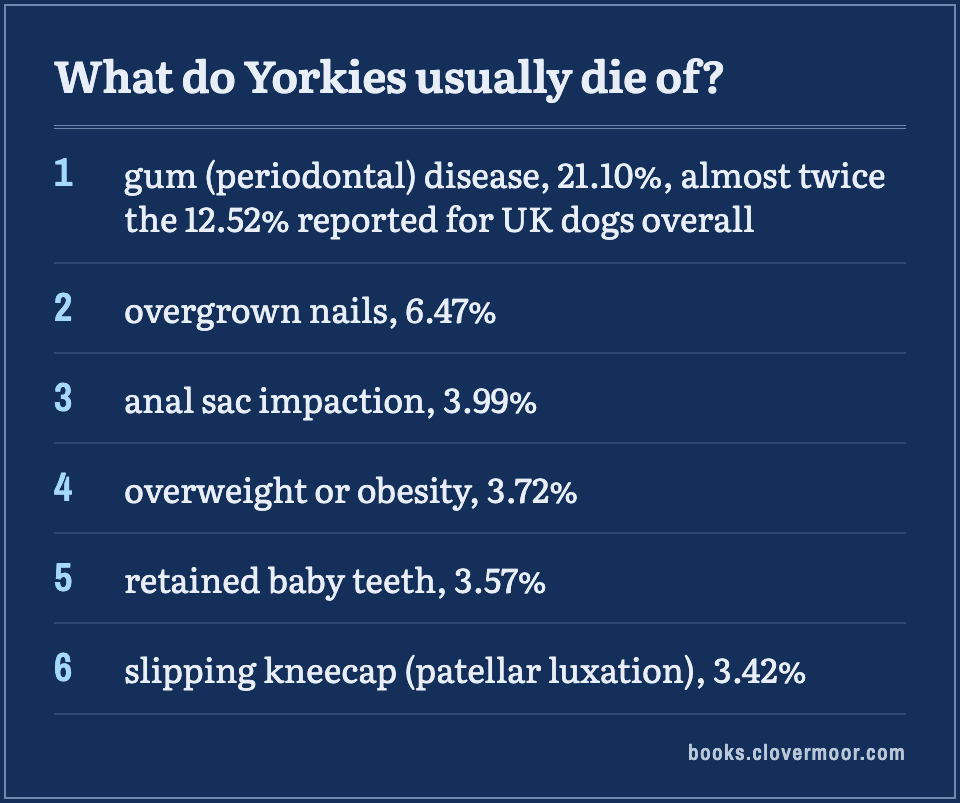 What do Yorkies usually die of?
1 gum (periodontal) disease, 21.10%, almost twice
the 12.52% reported for UK dogs overall
2 overgrown nails, 6.47%
3 anal sac impaction, 3.99%
4 overweight or obesity, 3.72%
5 retained baby teeth, 3.57%
6 slipping kneecap (patellar luxation), 3.42%
books.clovermoor.com